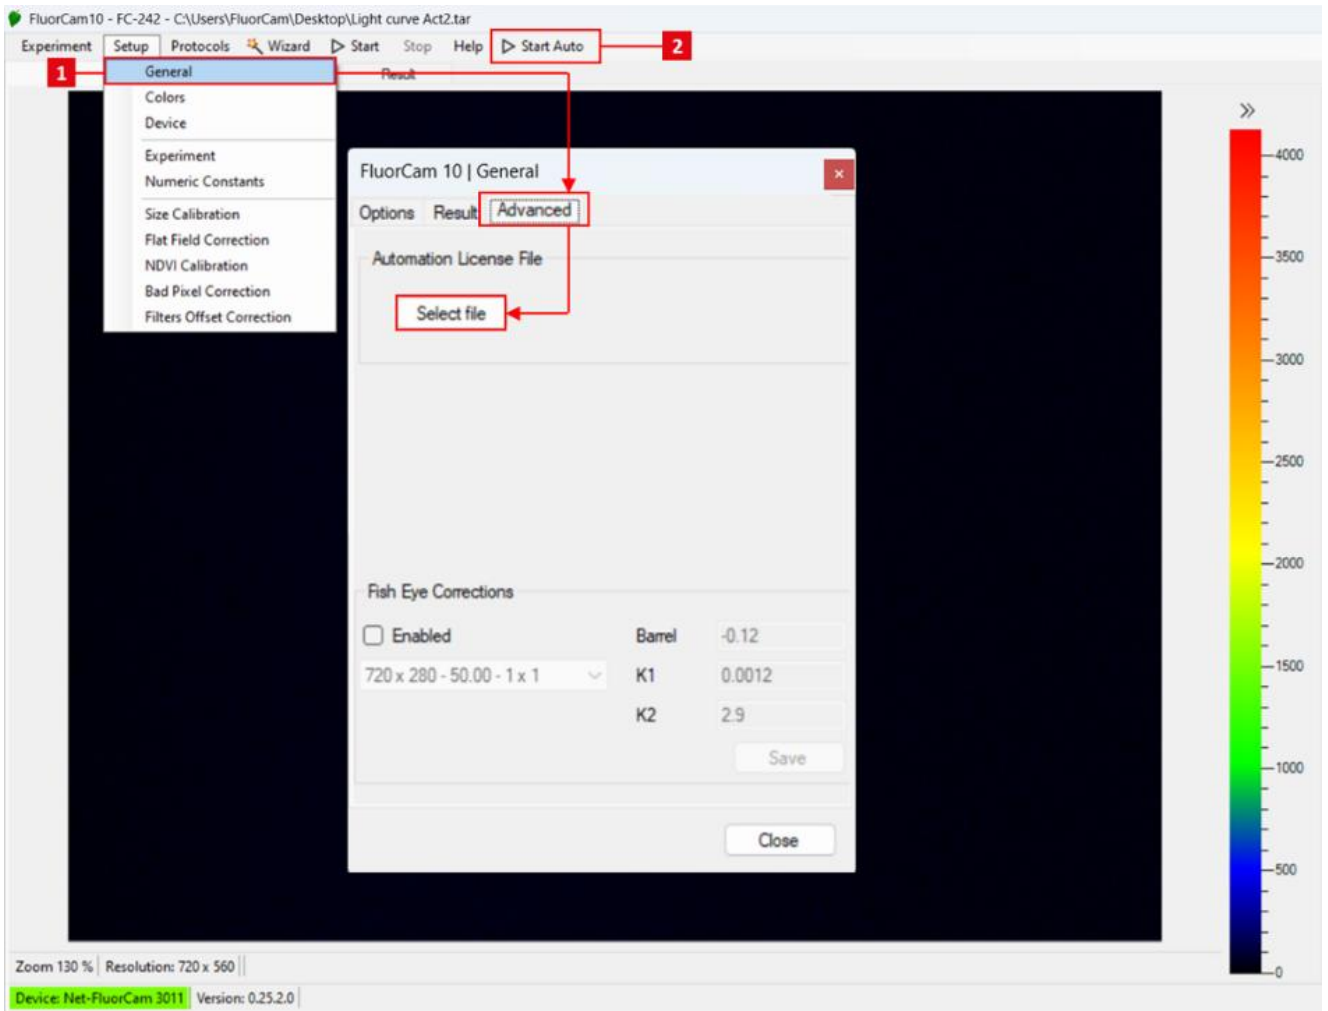 FluorCam10 - FC-242 - C:\Users\FluorCam\Desktop\Light curve Act2.tar
Experiment Setup Protocols Wizard Start Stop Help Start Auto 2
1 General Result
Colors
Device
Experiment
Numeric Constants
Size Calibration
Flat Field Correction
NDVI Calibration
Bad Pixel Correction
Filters Offset Correction
FluorCam 10 | General ×
Options Result Advanced
Automation License File
Select file
Fish Eye Corrections
Enabled Barrel -0.12
720 x 280 - 50.00 - 1 x 1 K1 0.0012
K2 2.9
Save
Close
4000
3500
3000
2500
2000
1500
1000
500
0
Zoom 130 % Resolution: 720 x 560
Device: Net-FluorCam 3011 Version: 0.25.2.0